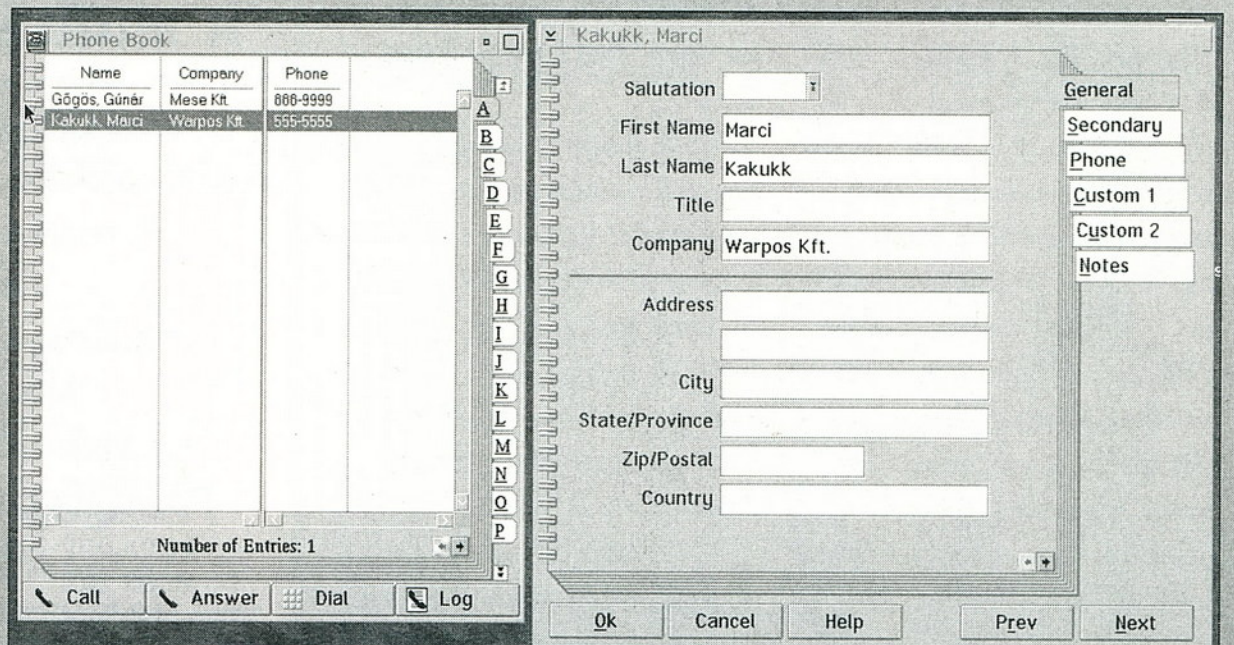 Phone Book
Name Company Phone
Gőgös, Gúnár Mese Kft. 888-9999
Kakukk, Marci Warpos Kft. 555-5555
A
B
C
D
E
F
G
H
I
J
K
L
M
N
O
P
Number of Entries: 1
Call Answer Dial Log
Kakukk, Marci
Salutation
First Name Marci
Last Name Kakukk
Title
Company Warpos Kft.
Address
City
State/Province
Zip/Postal
Country
General
Secondary
Phone
Custom 1
Custom 2
Notes
Ok Cancel Help Prev Next